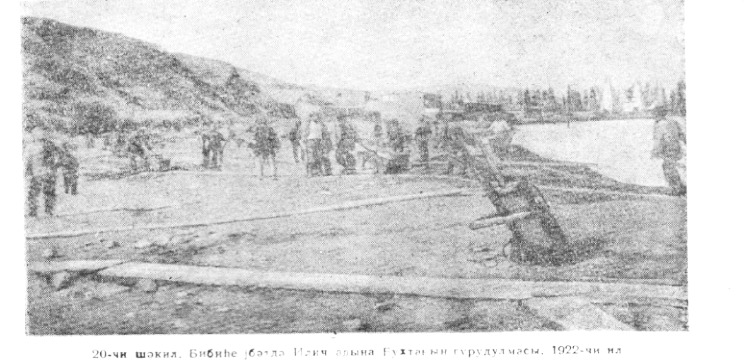 20-чи шәкил. Бибиһејбәтдә Илич адына бухтанын гурудулмасы. 1922-чи ил